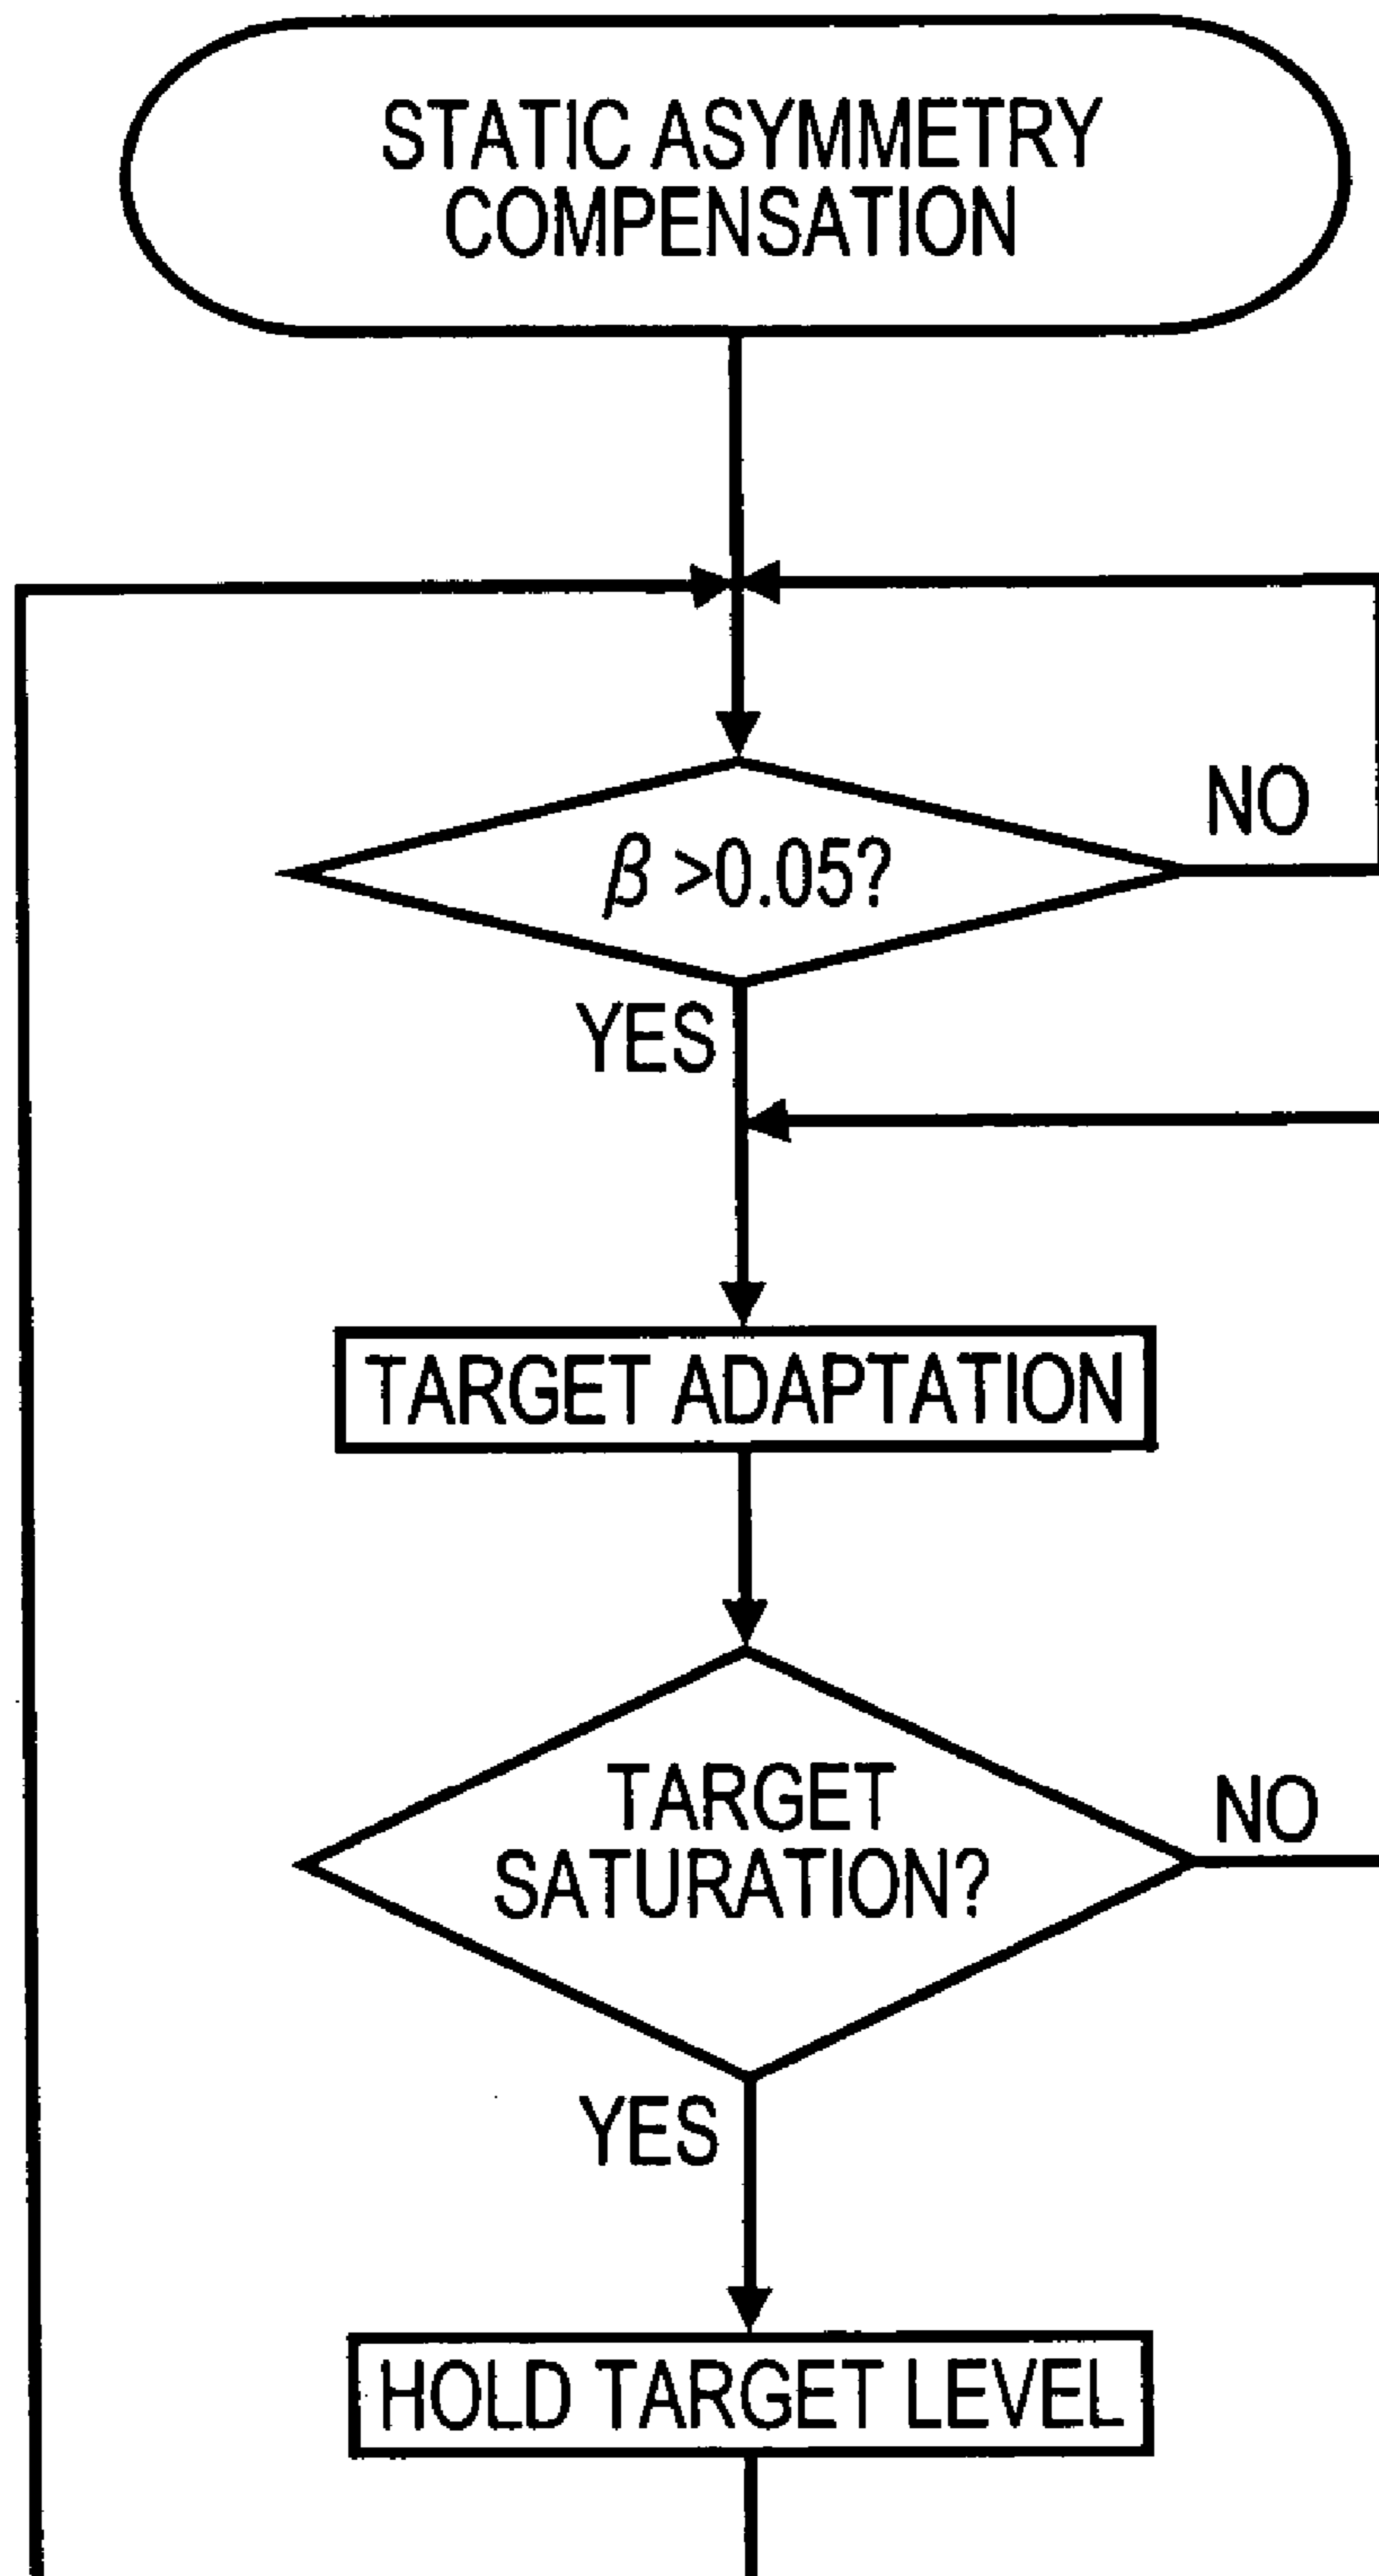 STATIC ASYMMETRY
COMPENSATION
β >0.05?
NO
YES
TARGET ADAPTATION
TARGET
SATURATION?
NO
YES
HOLD TARGET LEVEL